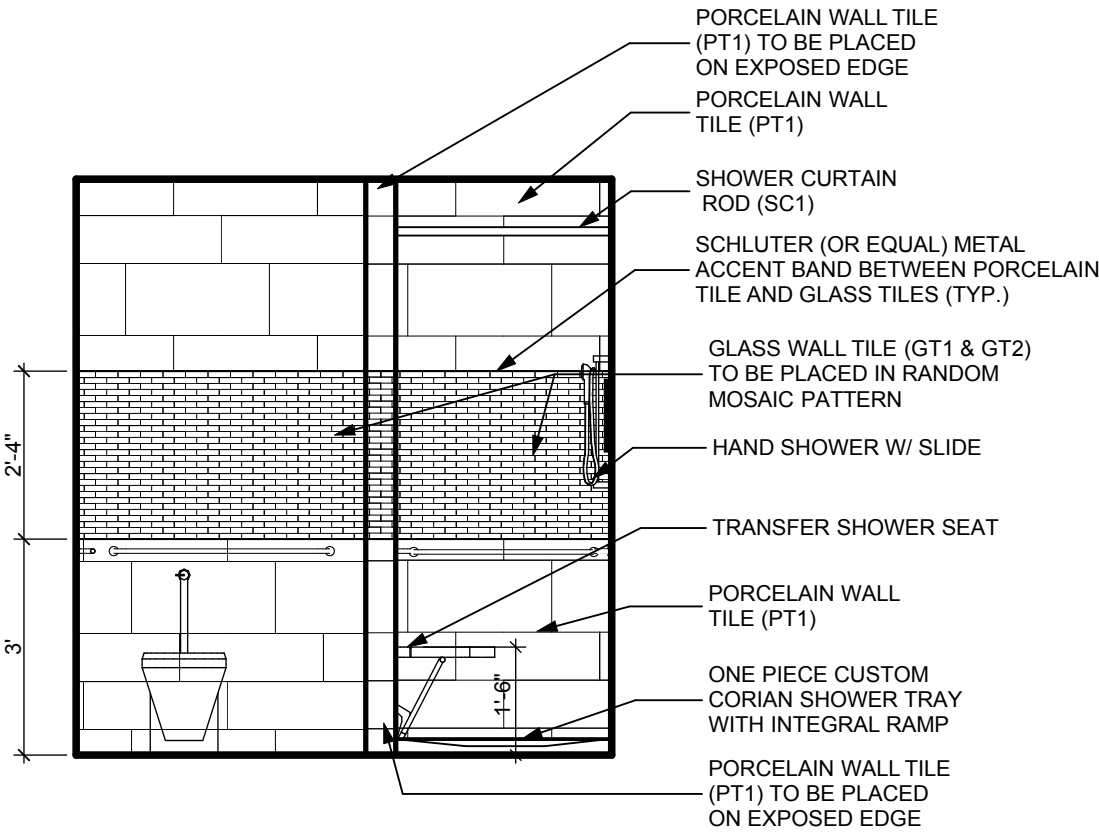 PORCELAIN WALL TILE
(PT1) TO BE PLACED
ON EXPOSED EDGE
PORCELAIN WALL
TILE (PT1)
SHOWER CURTAIN
ROD (SC1)
SCHLUTER (OR EQUAL) METAL
ACCENT BAND BETWEEN PORCELAIN
TILE AND GLASS TILES (TYP.)
GLASS WALL TILE (GT1 & GT2)
TO BE PLACED IN RANDOM
MOSAIC PATTERN
2'-4"
HAND SHOWER W/ SLIDE
TRANSFER SHOWER SEAT
PORCELAIN WALL
TILE (PT1)
3'
1'-6"
ONE PIECE CUSTOM
CORIAN SHOWER TRAY
WITH INTEGRAL RAMP
PORCELAIN WALL TILE
(PT1) TO BE PLACED
ON EXPOSED EDGE